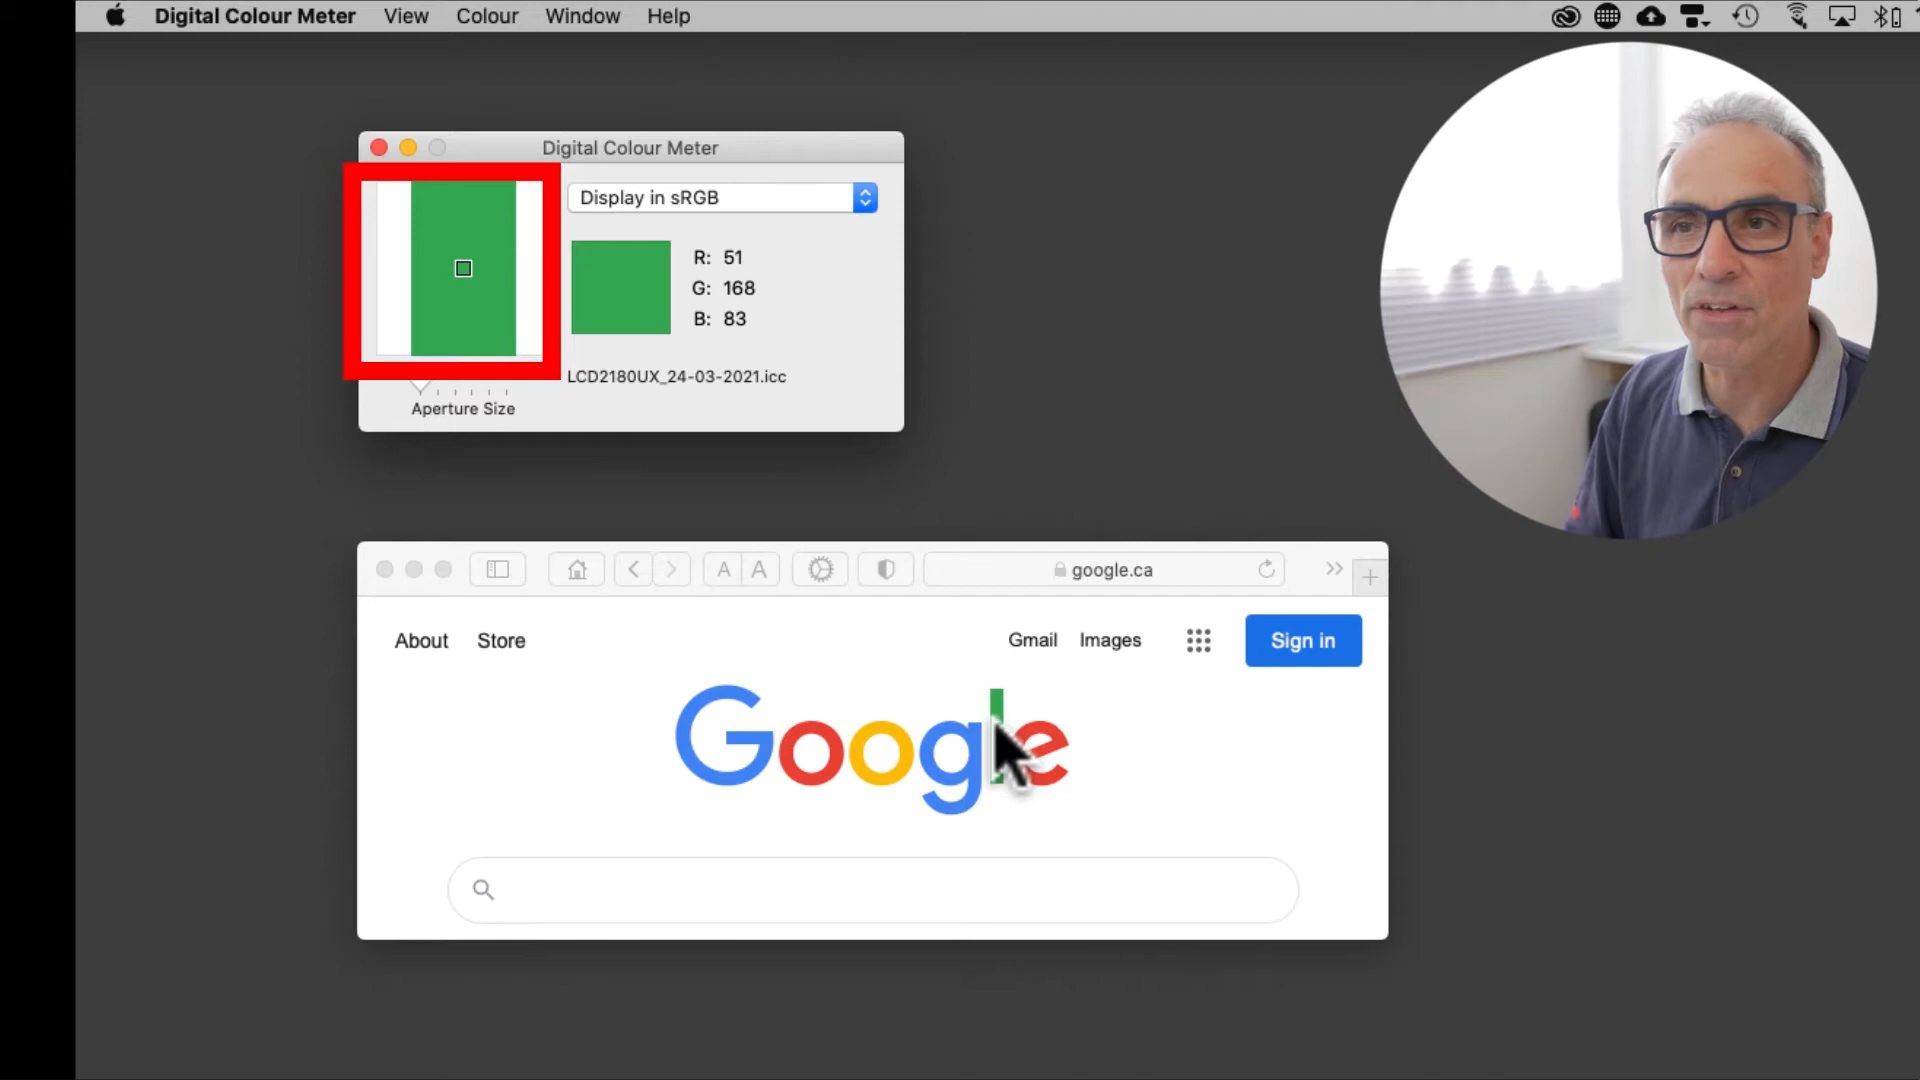 Digital Colour Meter View Colour Window Help
Digital Colour Meter
Display in sRGB
R: 51
G: 168
B: 83
LCD2180UX_24-03-2021.icc
Aperture Size
A A
google.ca
About Store Gmail Images Sign in
Google